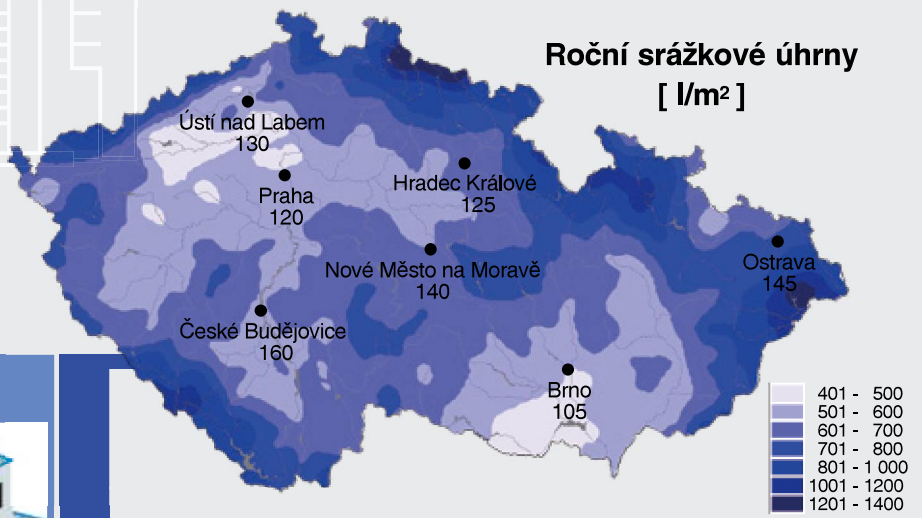 Roční srážkové úhrny
[ l/m² ]
Ústí nad Labem
130
Praha
120
Hradec Králové
125
Nové Město na Moravě
140
Ostrava
145
České Budějovice
160
Brno
105
401 - 500
501 - 600
601 - 700
701 - 800
801 - 1 000
1001 - 1200
1201 - 1400